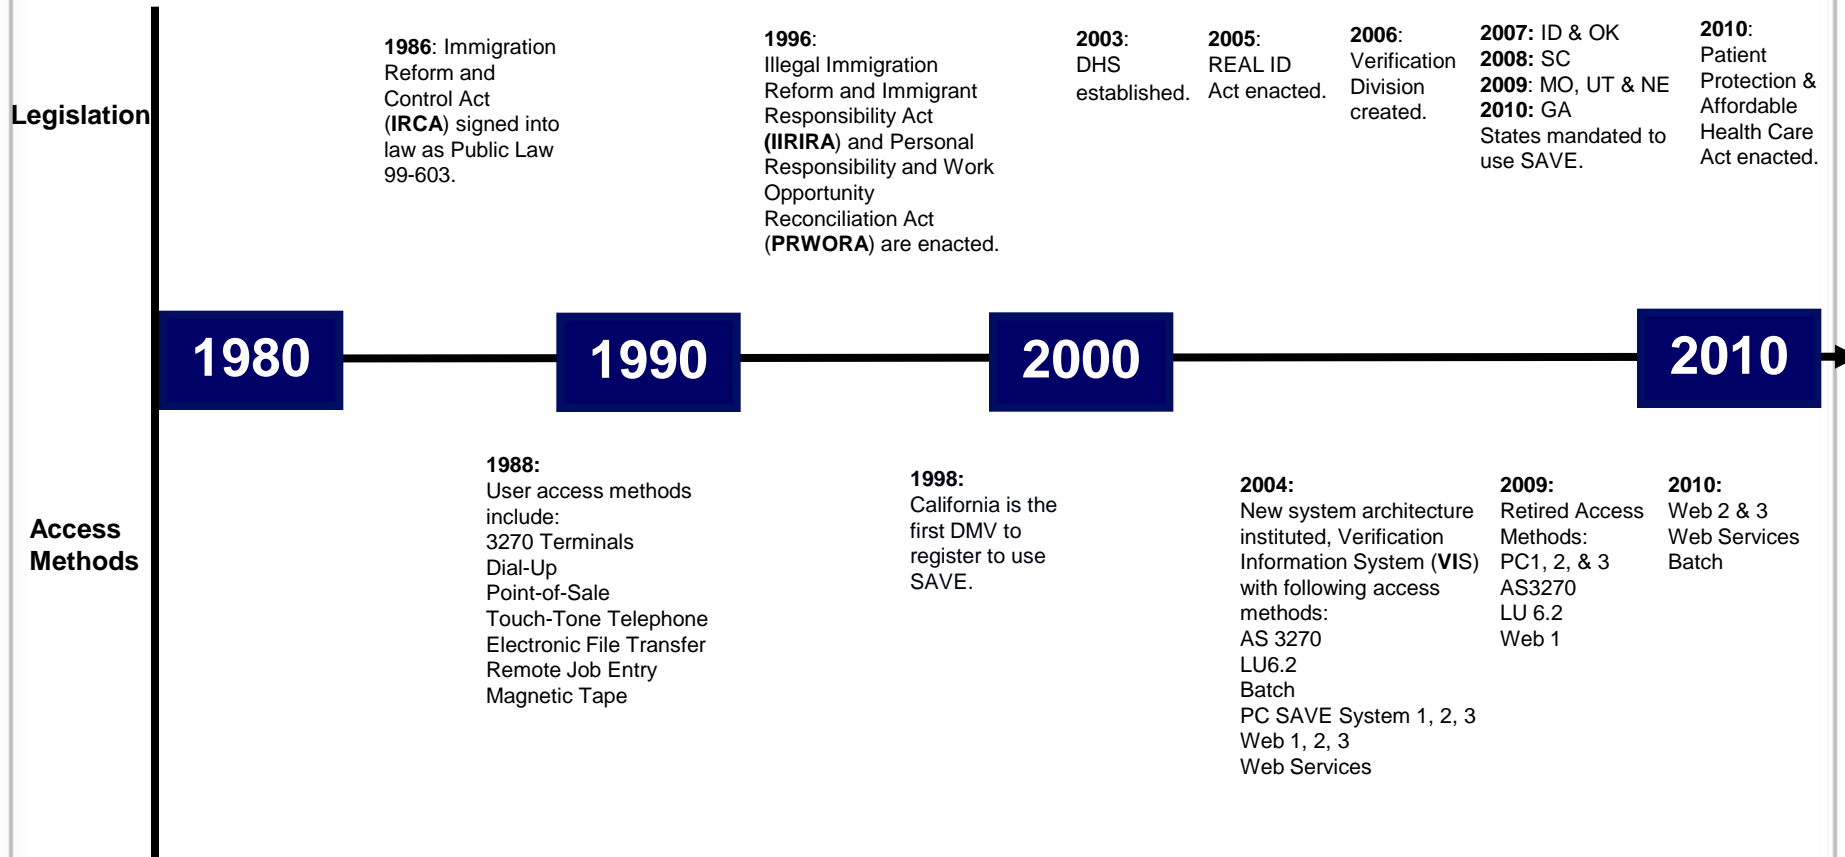 Legislation
1986: Immigration
Reform and
Control Act
(IRCA) signed into
law as Public Law
99-603.
1996:
Illegal Immigration
Reform and Immigrant
Responsibility Act
(IIRIRA) and Personal
Responsibility and Work
Opportunity
Reconciliation Act
(PRWORA) are enacted.
2003:
DHS
established.
2005:
REAL ID
Act enacted.
2006:
Verification
Division
created.
2007: ID & OK
2008: SC
2009: MO, UT & NE
2010: GA
States mandated to
use SAVE.
2010:
Patient
Protection &
Affordable
Health Care
Act enacted.
1980
1990
2000
2010
Access
Methods
1988:
User access methods
include:
3270 Terminals
Dial-Up
Point-of-Sale
Touch-Tone Telephone
Electronic File Transfer
Remote Job Entry
Magnetic Tape
1998:
California is the
first DMV to
register to use
SAVE.
2004:
New system architecture
instituted, Verification
Information System (VIS)
with following access
methods:
AS 3270
LU6.2
Batch
PC SAVE System 1, 2, 3
Web 1, 2, 3
Web Services
2009:
Retired Access
Methods:
PC1, 2, & 3
AS3270
LU 6.2
Web 1
2010:
Web 2 & 3
Web Services
Batch